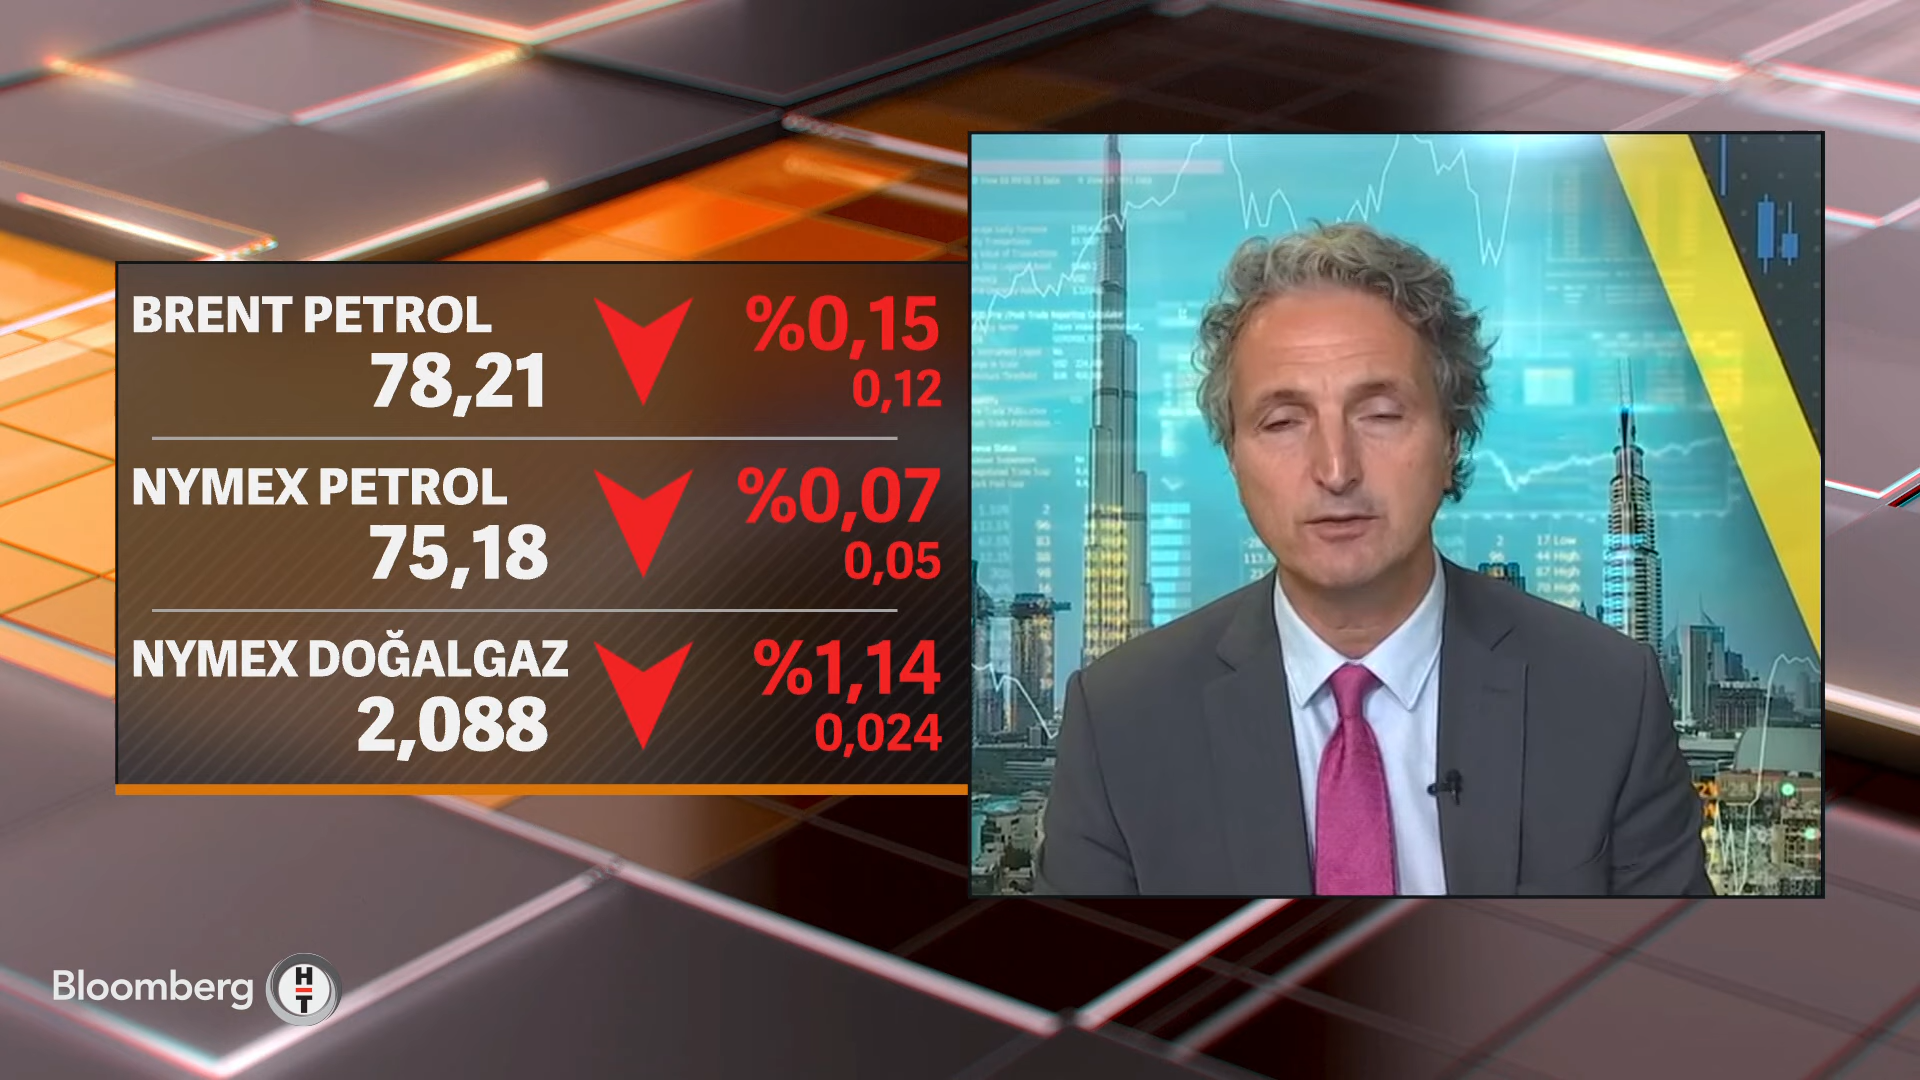 BRENT PETROL
78,21
%0,15
0,12
NYMEX PETROL
75,18
%0,07
0,05
NYMEX DOĞALGAZ
2,088
%1,14
0,024
Bloomberg HT